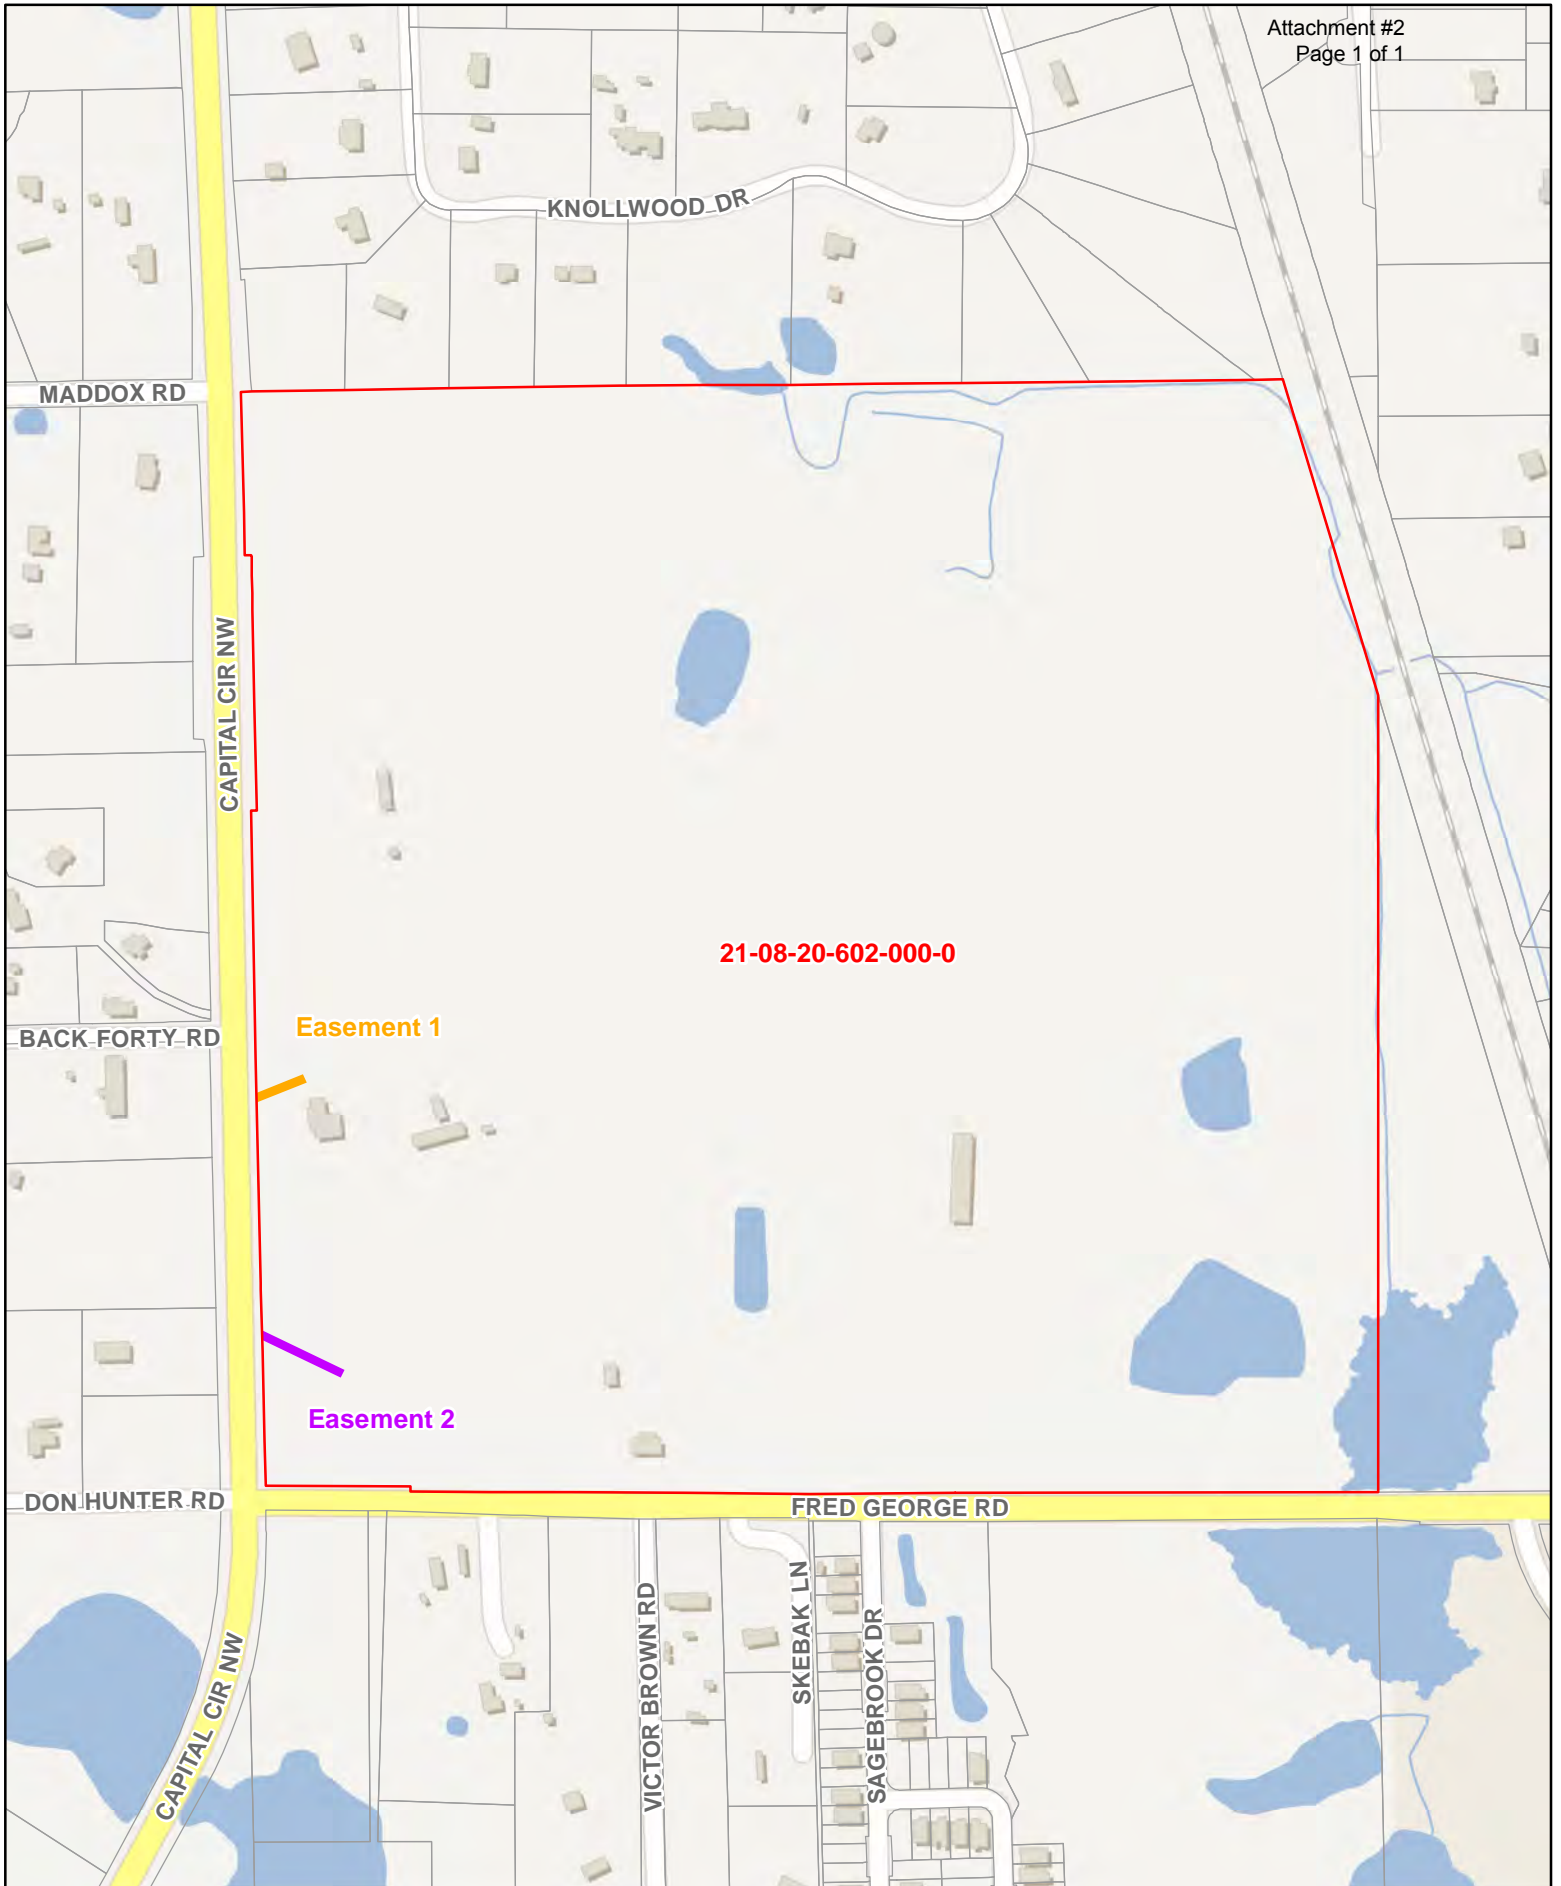 Attachment #2
Page 1 of 1
KNOLLWOOD DR
MADDOX RD
CAPITAL CIR NW
21-08-20-602-000-0
Easement 1
BACK FORTY RD
Easement 2
DON HUNTER RD
FRED GEORGE RD
VICTOR BROWN RD
SKEBAK LN
SAGEBROOK DR
CAPITAL CIR NW